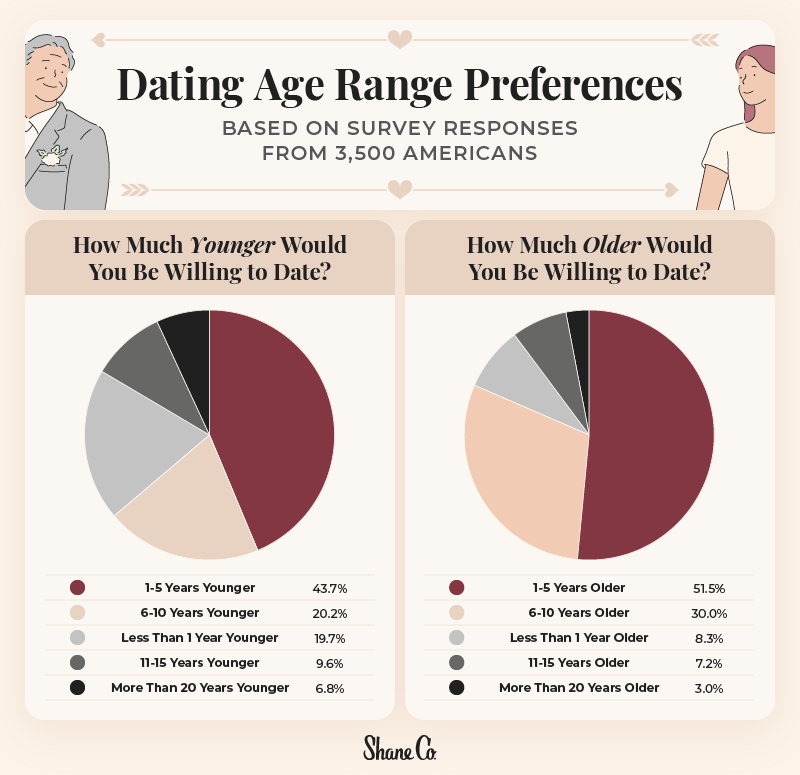 Dating Age Range Preferences
BASED ON SURVEY RESPONSES
FROM 3,500 AMERICANS
How Much Younger Would
You Be Willing to Date?
1-5 Years Younger 43.7%
6-10 Years Younger 20.2%
Less Than 1 Year Younger 19.7%
11-15 Years Younger 9.6%
More Than 20 Years Younger 6.8%
How Much Older Would
You Be Willing to Date?
1-5 Years Older 51.5%
6-10 Years Older 30.0%
Less Than 1 Year Older 8.3%
11-15 Years Older 7.2%
More Than 20 Years Older 3.0%
Shane Co.